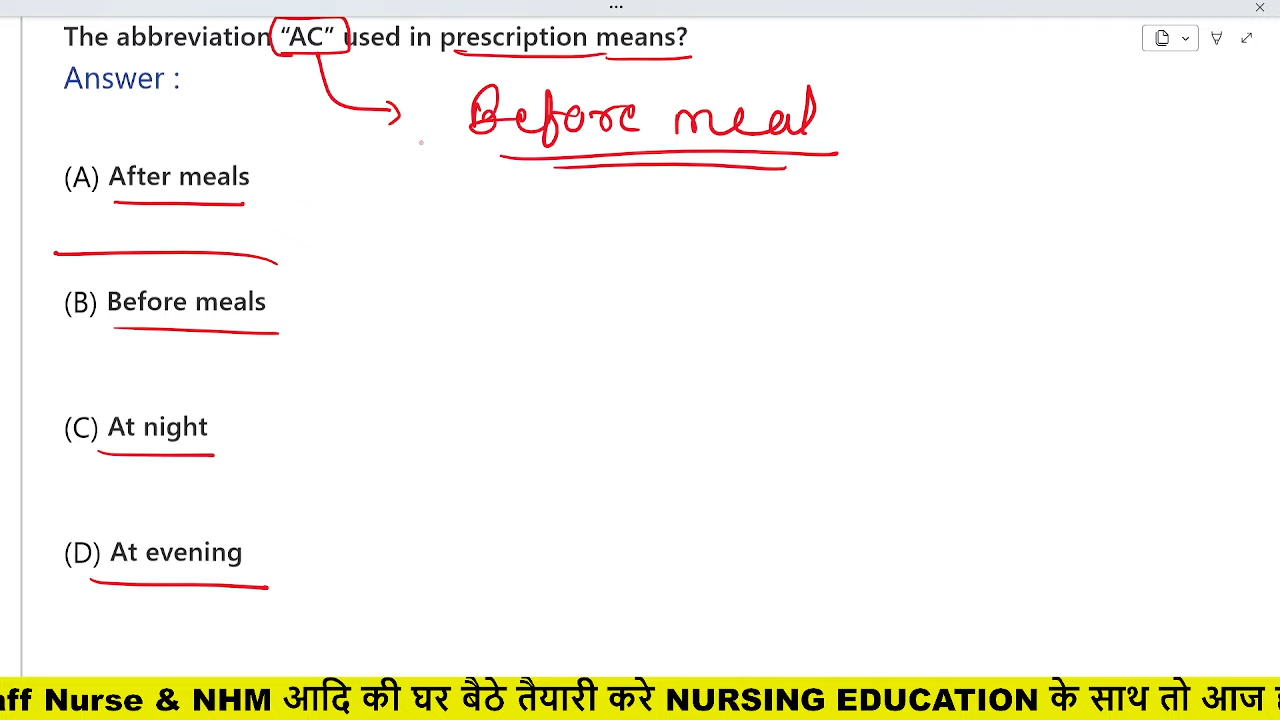 The abbreviation “AC” used in prescription means?
Answer :
Before meal
(A) After meals
(B) Before meals
(C) At night
(D) At evening
aff Nurse & NHM आदि की घर बैठे तैयारी करे NURSING EDUCATION के साथ तो आज